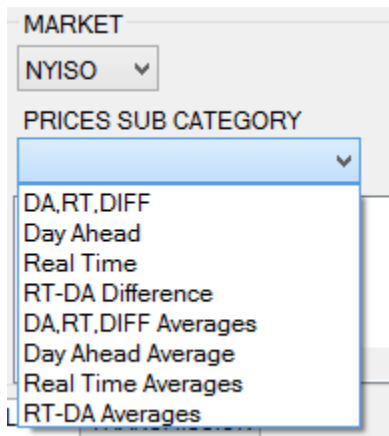 MARKET
NYISO
PRICES SUB CATEGORY
DA,RT,DIFF
Day Ahead
Real Time
RT-DA Difference
DA,RT,DIFF Averages
Day Ahead Average
Real Time Averages
RT-DA Averages